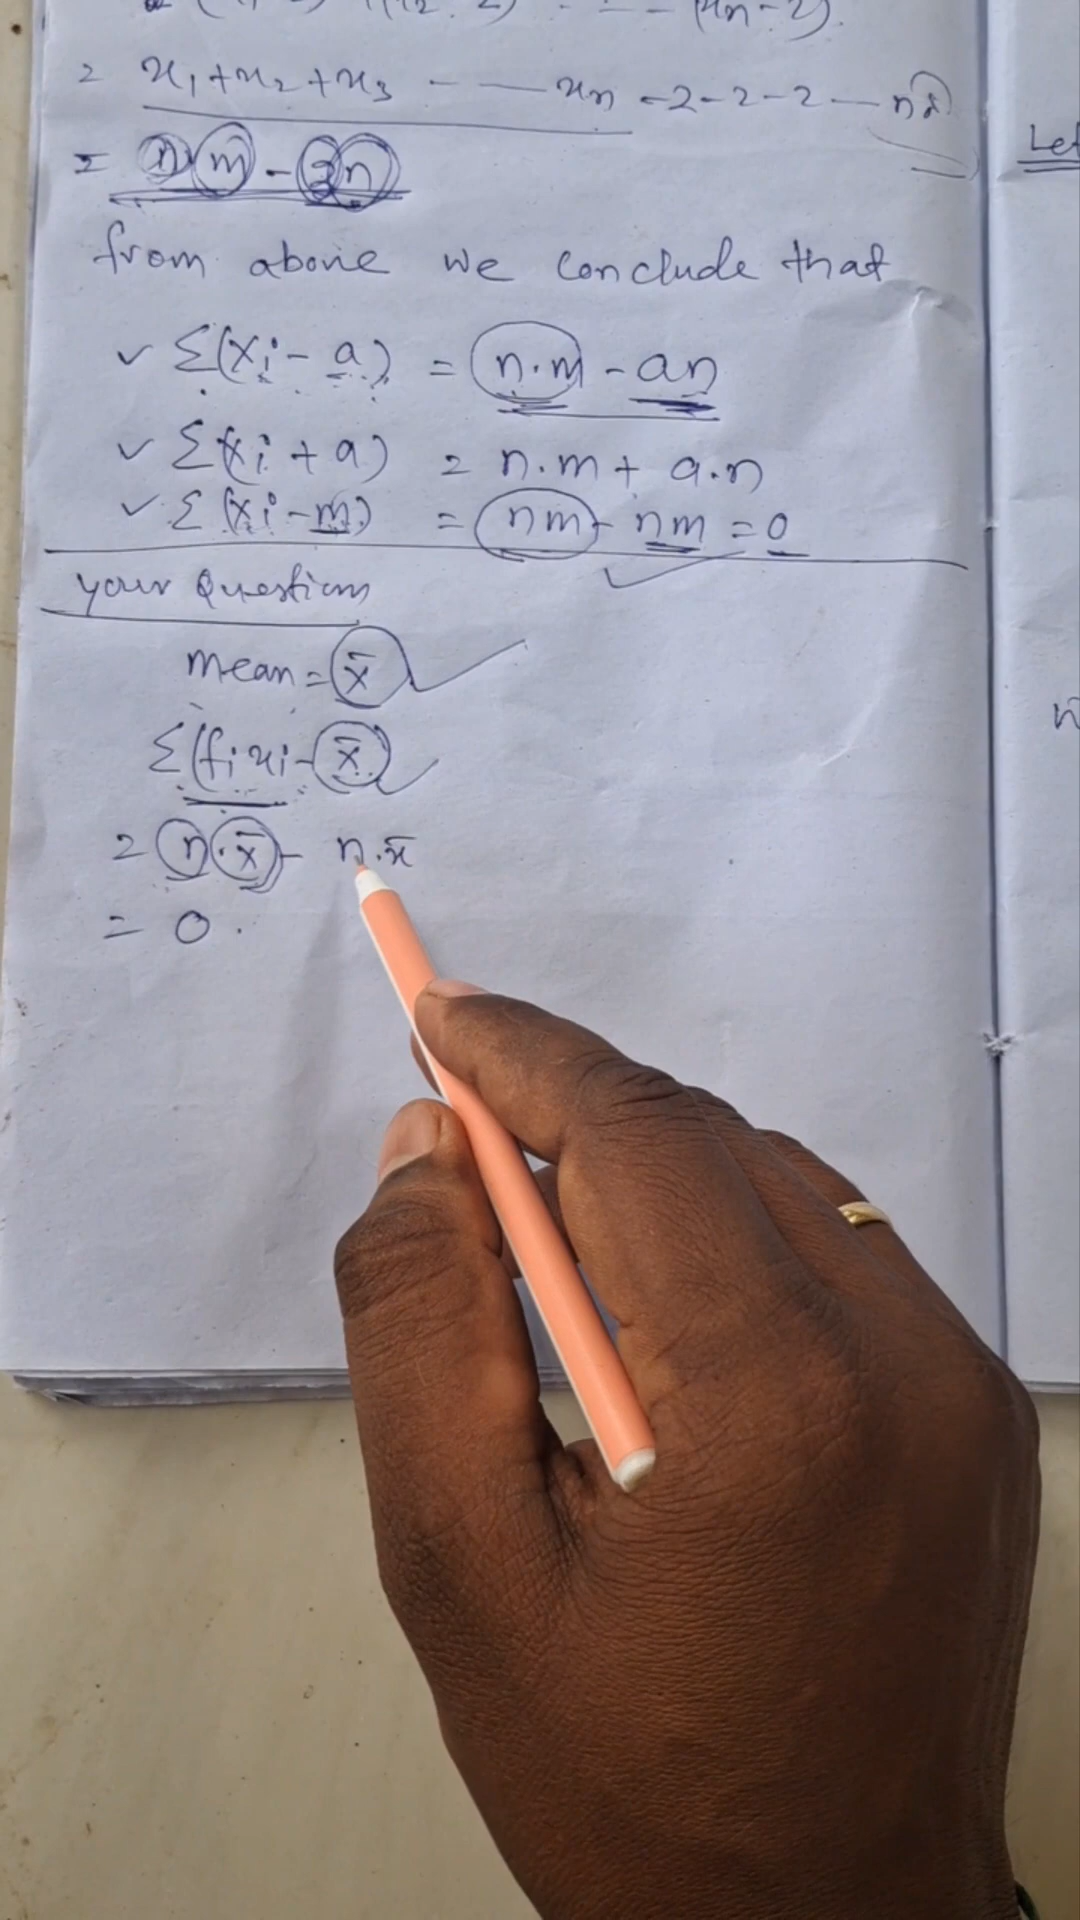 = x₁+x₂+x₃ - - - xn -2-2-2 - - n
= n m - 2n
Let
from above we conclude that
✓ Σ(xi - a) = n.m - an
✓ Σ(xi + a) = n.m + a.n
✓ Σ(xi - m) = nm - nm = 0
your Question
mean = x̄
Σ(fixi - x̄)
= n.x̄ - n.x̄
= 0.